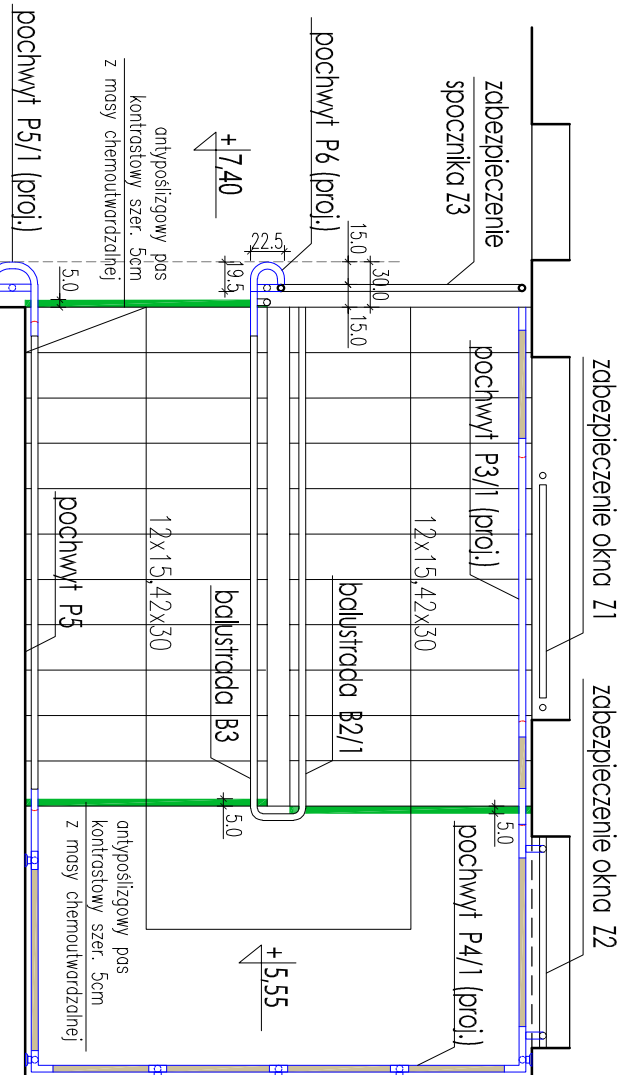 zabezpieczenie okna Z1
zabezpieczenie okna Z2
zabezpieczenie
spocznika Z3
pochwyt P3/1 (proj.)
pochwyt P4/1 (proj.)
pochwyt P6 (proj.)
15.0
30.0
15.0
22.5
19.5
12x15,42x30
5.0
balustrada B2/1
+ 7,40
+ 5,55
balustrada B3
12x15,42x30
5.0
antypoślizgowy pas
kontrastowy szer. 5cm
z masy chemoutwardzalnej
antypoślizgowy pas
kontrastowy szer. 5cm
z masy chemoutwardzalnej
5.0
pochwyt P5/1 (proj.)
pochwyt P5